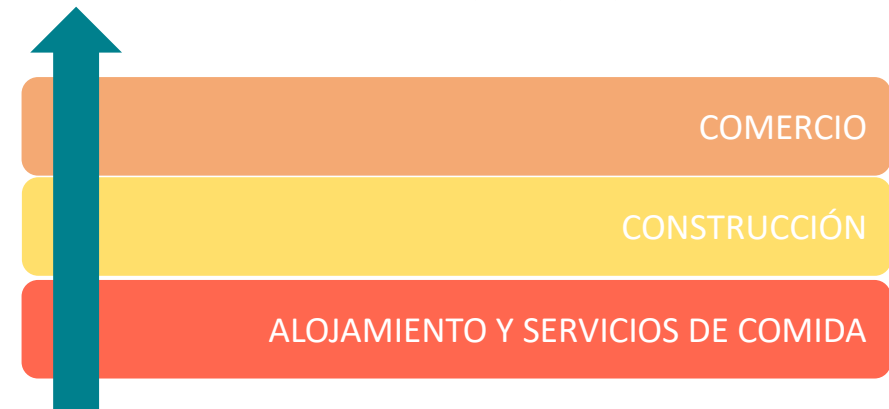 COMERCIO
CONSTRUCCIÓN
ALOJAMIENTO Y SERVICIOS DE COMIDA